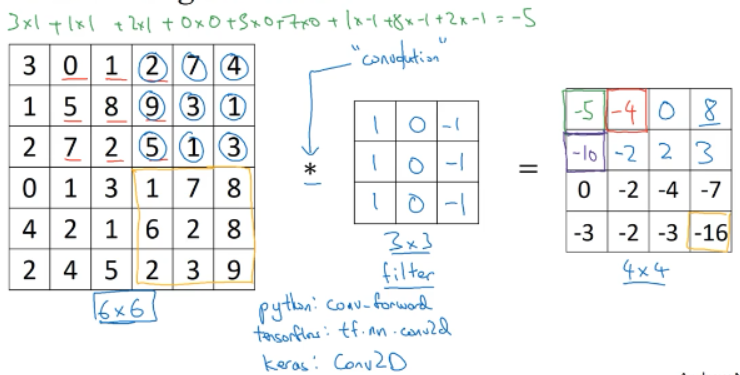 3x1 + 1x1 + 2x1 + 0x0 + 5x0 + 7x0 + 1x-1 + 8x-1 + 2x-1 = -5
"convolution"
3 0 1 2 7 4
1 5 8 9 3 1
2 7 2 5 1 3
0 1 3 1 7 8
4 2 1 6 2 8
2 4 5 2 3 9
6x6
*
1 0 -1
1 0 -1
1 0 -1
3x3
filter
=
-5 -4 0 8
-10 -2 2 3
0 -2 -4 -7
-3 -2 -3 -16
4x4
python: conv-forward
tensorflow: tf.nn.conv2d
keras: Conv2D